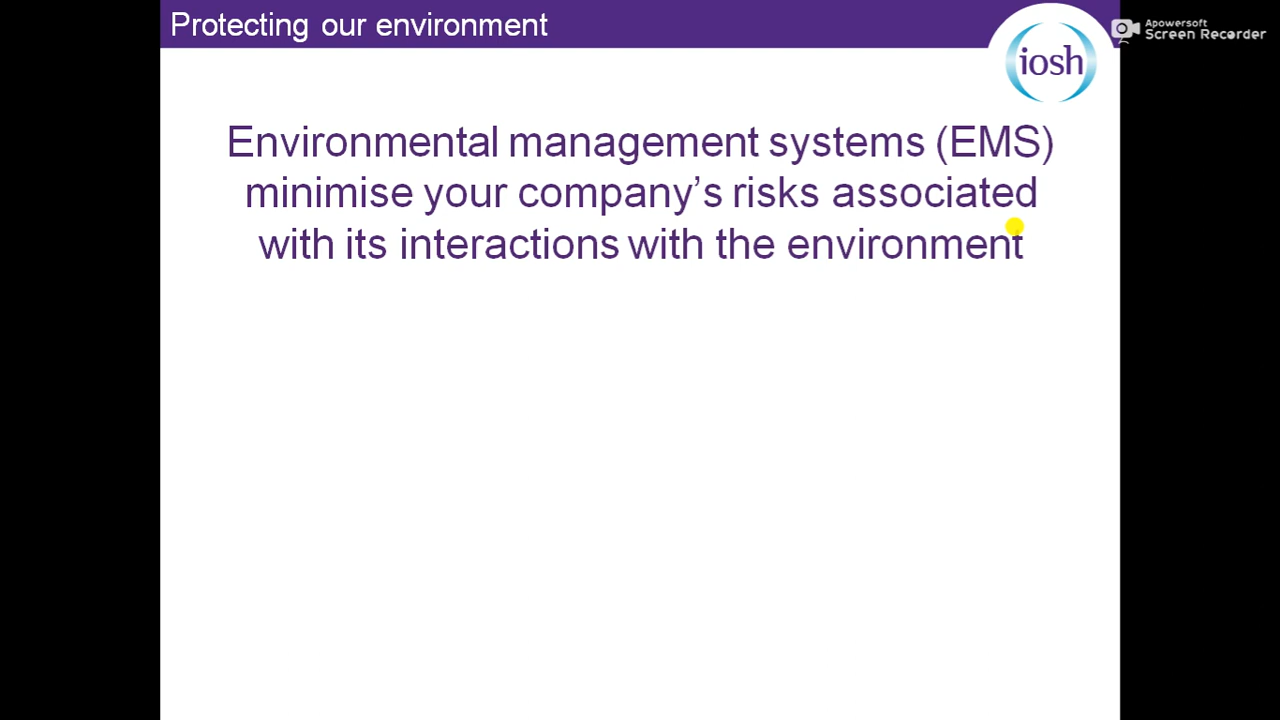 Protecting our environment
iosh
Apowersoft
Screen Recorder
Environmental management systems (EMS)
minimise your company’s risks associated
with its interactions with the environment